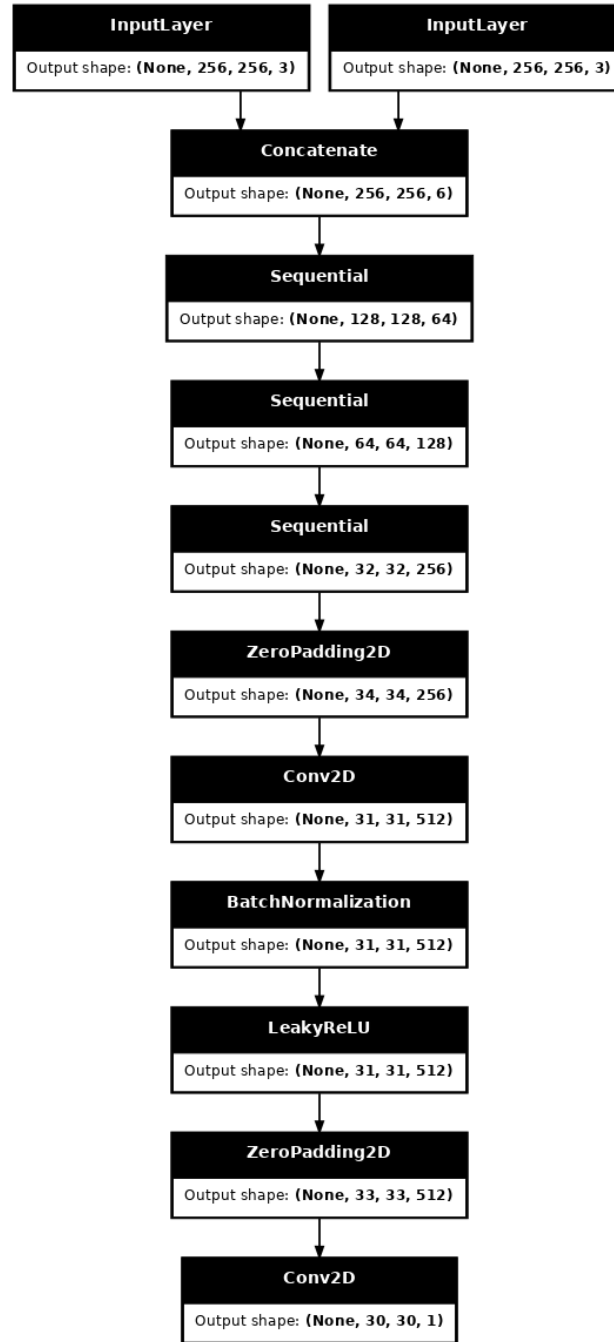 InputLayer
Output shape: (None, 256, 256, 3)
InputLayer
Output shape: (None, 256, 256, 3)
Concatenate
Output shape: (None, 256, 256, 6)
Sequential
Output shape: (None, 128, 128, 64)
Sequential
Output shape: (None, 64, 64, 128)
Sequential
Output shape: (None, 32, 32, 256)
ZeroPadding2D
Output shape: (None, 34, 34, 256)
Conv2D
Output shape: (None, 31, 31, 512)
BatchNormalization
Output shape: (None, 31, 31, 512)
LeakyReLU
Output shape: (None, 31, 31, 512)
ZeroPadding2D
Output shape: (None, 33, 33, 512)
Conv2D
Output shape: (None, 30, 30, 1)